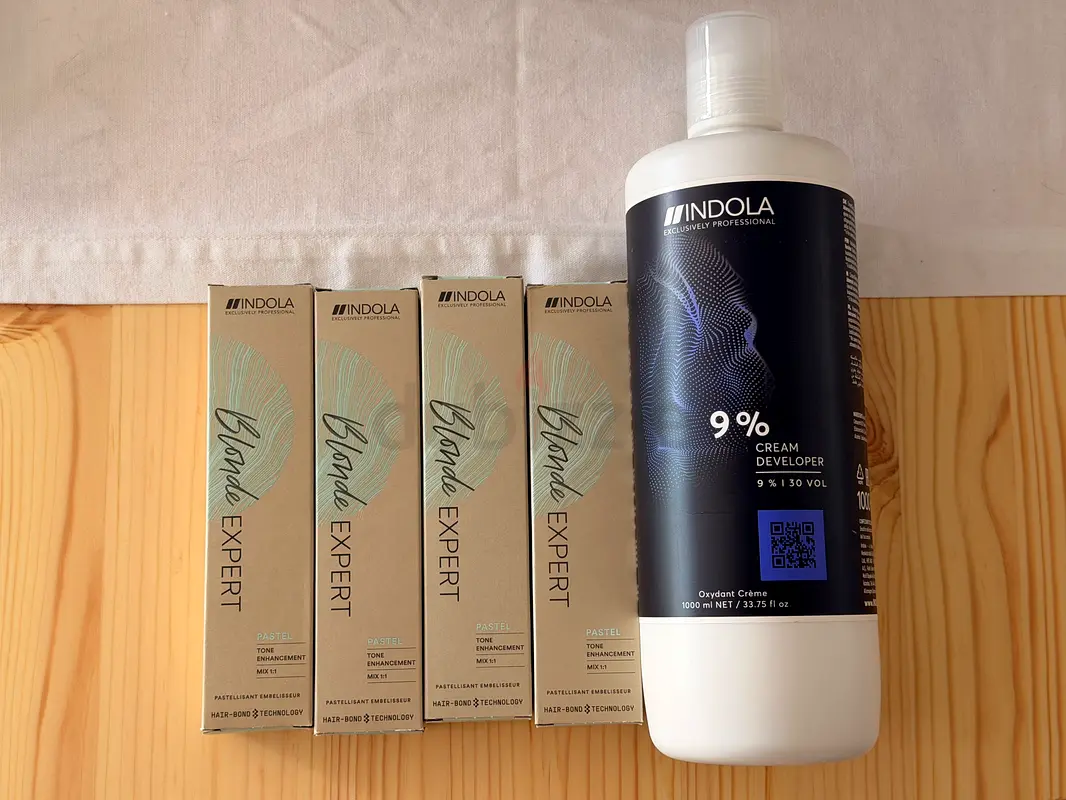 INDOLA
EXCLUSIVELY PROFESSIONAL
Blonde EXPERT
PASTEL
TONE
ENHANCEMENT
MIX 1:1
PASTELLISANT EMBELISSEUR
HAIR-BOND TECHNOLOGY
INDOLA
EXCLUSIVELY PROFESSIONAL
Blonde EXPERT
PASTEL
TONE
ENHANCEMENT
MIX 1:1
PASTELLISANT EMBELISSEUR
HAIR-BOND TECHNOLOGY
INDOLA
EXCLUSIVELY PROFESSIONAL
Blonde EXPERT
PASTEL
TONE
ENHANCEMENT
MIX 1:1
PASTELLISANT EMBELISSEUR
HAIR-BOND TECHNOLOGY
INDOLA
EXCLUSIVELY PROFESSIONAL
Blonde EXPERT
PASTEL
TONE
ENHANCEMENT
MIX 1:1
PASTELLISANT EMBELISSEUR
HAIR-BOND TECHNOLOGY
INDOLA
EXCLUSIVELY PROFESSIONAL
9%
CREAM
DEVELOPER
9 % | 30 VOL
Oxydant Crème
1000 ml NET / 33.75 fl oz